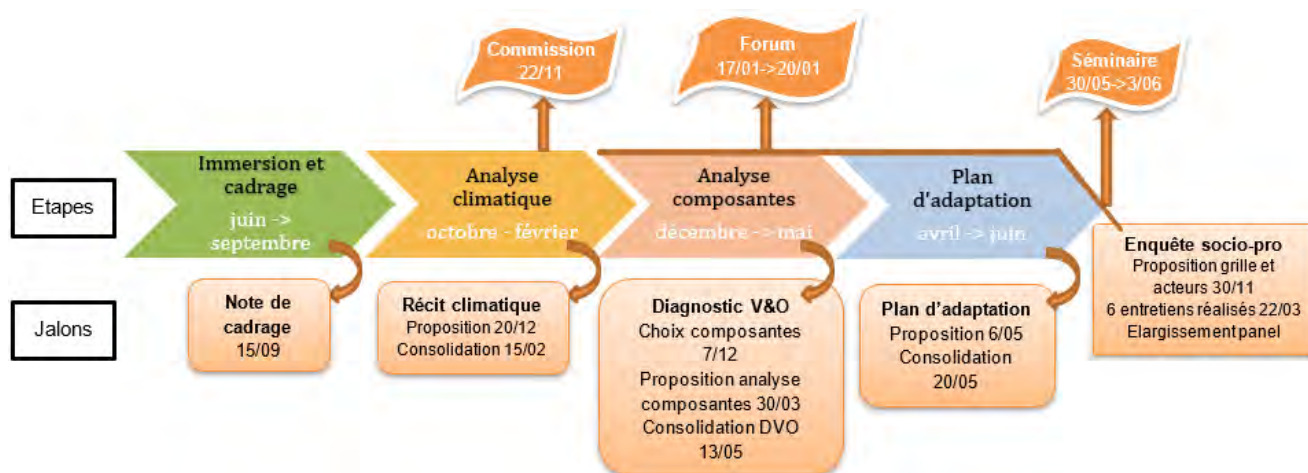 Commission
22/11
Forum
17/01->20/01
Séminaire
30/05->3/06
Etapes
Immersion et
cadrage
juin ->
septembre
Analyse
climatique
octobre - février
Analyse
composantes
décembre -> mai
Plan
d'adaptation
avril -> juin
Jalons
Note de
cadrage
15/09
Récit climatique
Proposition 20/12
Consolidation 15/02
Diagnostic V&O
Choix composantes
7/12
Proposition analyse
composantes 30/03
Consolidation DVO
13/05
Plan d'adaptation
Proposition 6/05
Consolidation
20/05
Enquête socio-pro
Proposition grille et
acteurs 30/11
6 entretiens réalisés 22/03
Elargissement panel